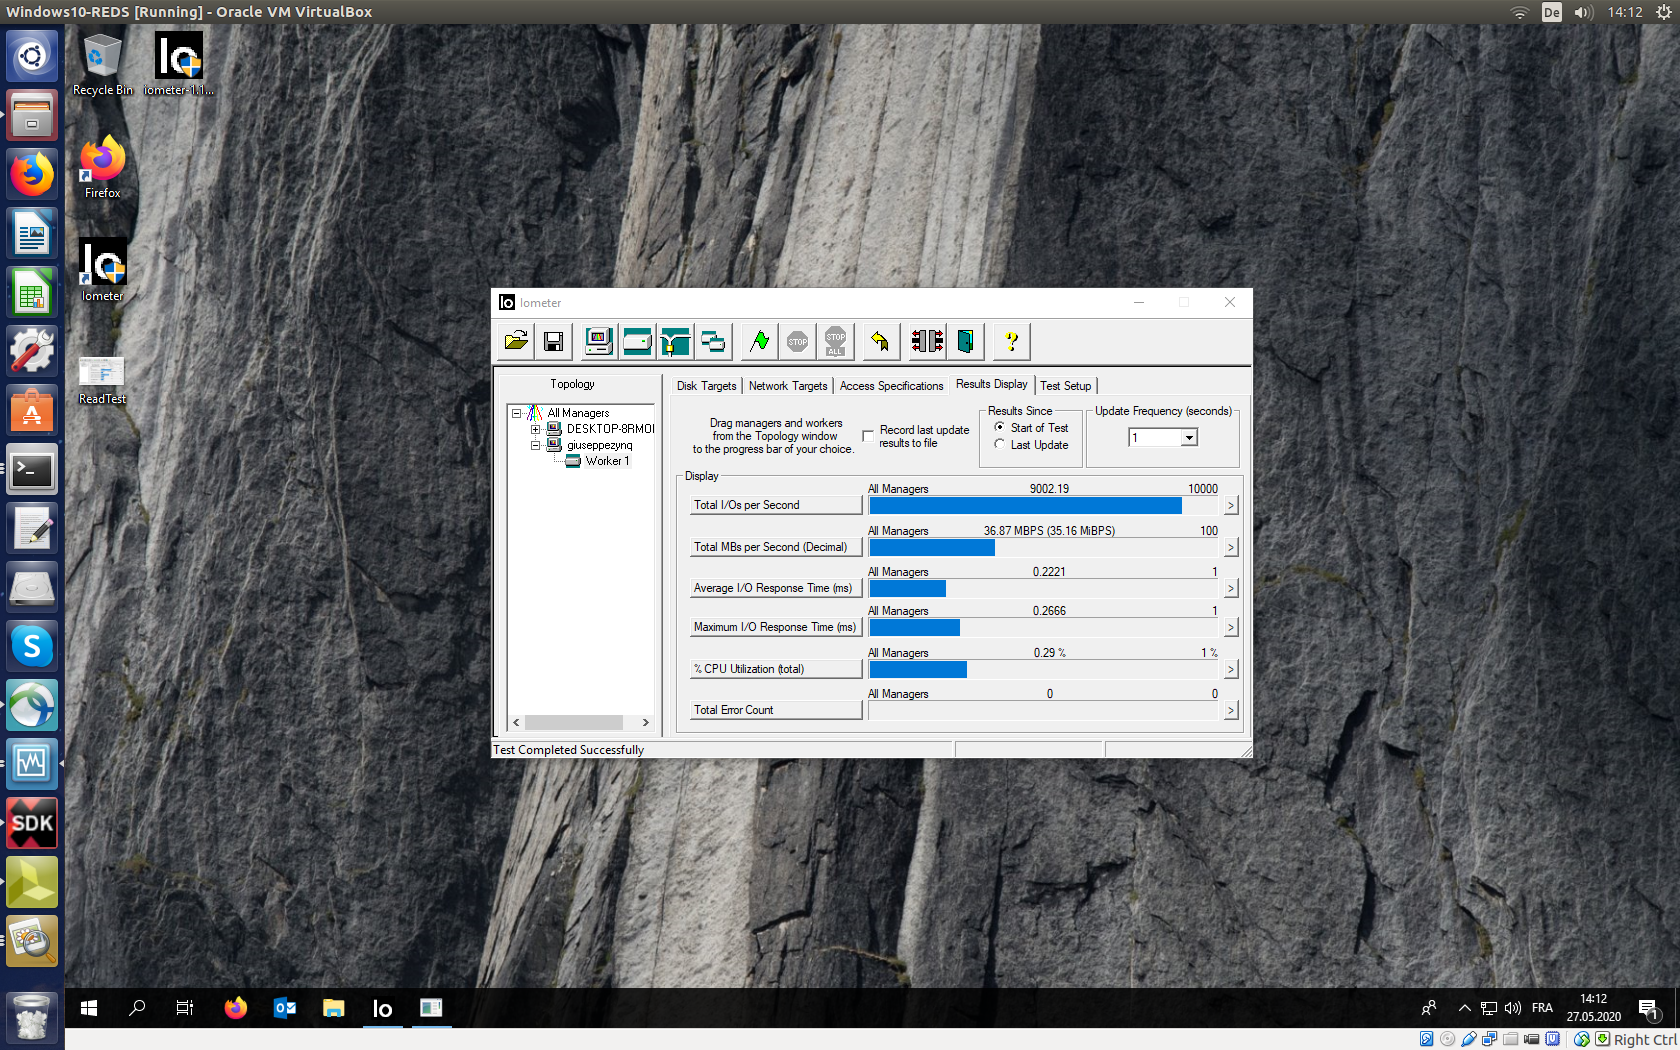 Windows10-REDS [Running] - Oracle VM VirtualBox
De
14:12
Recycle Bin
Io
iometer-1.1...
Firefox
Io
Iometer
ReadTest
SDK
S
Io Iometer
STOP
STOP
ALL
?
Topology
All Managers
DESKTOP-8RMOI
giuseppezynq
Worker 1
Disk Targets
Network Targets
Access Specifications
Results Display
Test Setup
Drag managers and workers
from the Topology window
to the progress bar of your choice.
Record last update
results to file
Results Since
Start of Test
Last Update
Update Frequency (seconds)
1
Display
All Managers 9002.19 10000
Total I/Os per Second >
All Managers 36.87 MBPS (35.16 MiBPS) 100
Total MBs per Second (Decimal) >
All Managers 0.2221 1
Average I/O Response Time (ms) >
All Managers 0.2666 1
Maximum I/O Response Time (ms) >
All Managers 0.29 % 1 %
% CPU Utilization (total) >
All Managers 0 0
Total Error Count >
Test Completed Successfully
Io
FRA
14:12
27.05.2020
1
Right Ctrl